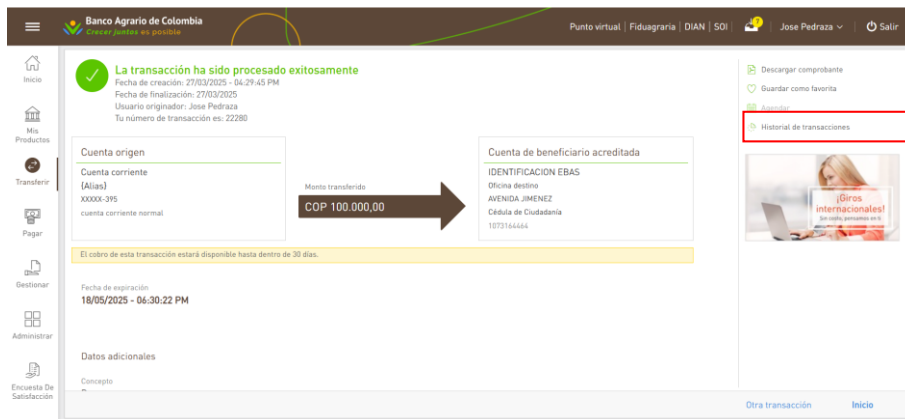 Banco Agrario de Colombia
Crecer juntos es posible
Punto virtual | Fiduagraria | DIAN | SOI |
7
Jose Pedraza
Salir
Inicio
Mis
Productos
Transferir
Pagar
Gestionar
Administrar
Encuesta De
Satisfacción
La transacción ha sido procesado exitosamente
Fecha de creación: 27/03/2025 - 04:29:45 PM
Fecha de finalización: 27/03/2025
Usuario originador: Jose Pedraza
Tu número de transacción es: 22280
Cuenta origen
Cuenta corriente
(Alias)
XXXXX-395
cuenta corriente normal
Monto transferido
COP 100.000,00
Cuenta de beneficiario acreditada
IDENTIFICACION EBAS
Oficina destino
AVENIDA JIMENEZ
Cédula de Ciudadanía
1073164464
El cobro de esta transacción estará disponible hasta dentro de 30 días.
Fecha de expiración
18/05/2025 - 06:30:22 PM
Datos adicionales
Concepto
Descargar comprobante
Guardar como favorita
Agendar
Historial de transacciones
¡Giros
internacionales!
Sin costo, pensamos en ti
Otra transacción
Inicio